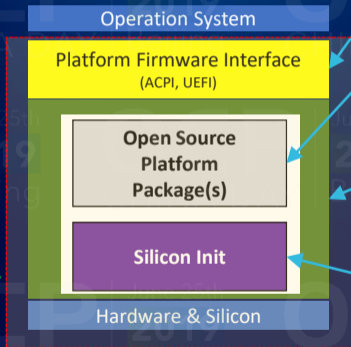 Operation System
Platform Firmware Interface
(ACPI, UEFI)
Open Source
Platform
Package(s)
Silicon Init
Hardware & Silicon